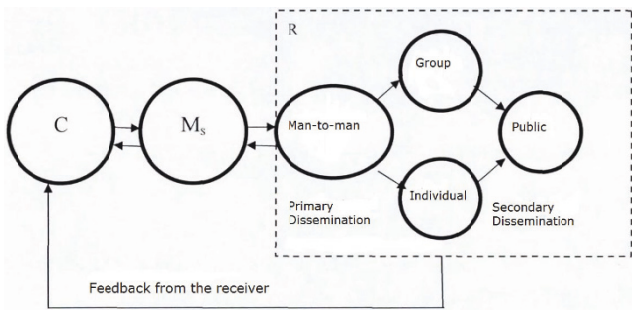 R
Group
C
Ms
Man-to-man
Public
Individual
Primary
Dissemination
Secondary
Dissemination
Feedback from the receiver